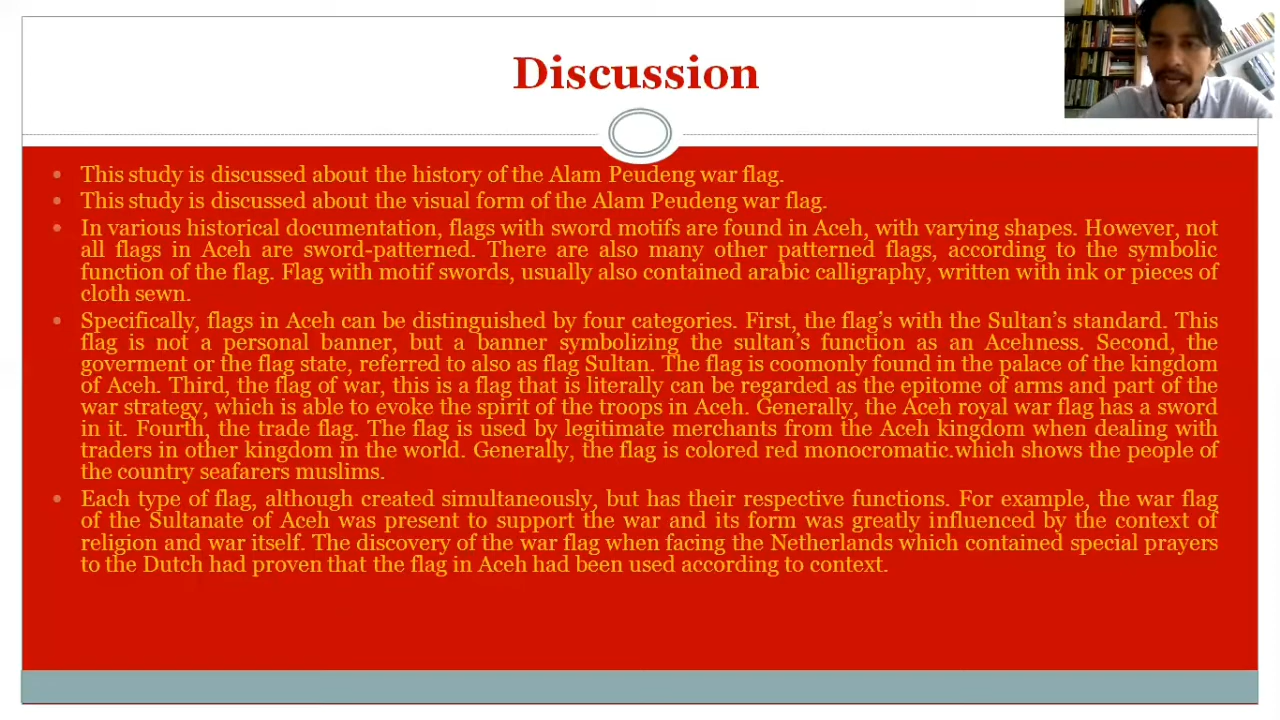 Discussion
This study is discussed about the history of the Alam Peudeng war flag.
This study is discussed about the visual form of the Alam Peudeng war flag.
In various historical documentation, flags with sword motifs are found in Aceh, with varying shapes. However, not
all flags in Aceh are sword-patterned. There are also many other patterned flags, according to the symbolic
function of the flag. Flag with motif swords, usually also contained arabic calligraphy, written with ink or pieces of
cloth sewn.
Specifically, flags in Aceh can be distinguished by four categories. First, the flag's with the Sultan's standard. This
flag is not a personal banner, but a banner symbolizing the sultan's function as an Acehness. Second, the
goverment or the flag state, referred to also as flag Sultan. The flag is coomonly found in the palace of the kingdom
of Aceh. Third, the flag of war, this is a flag that is literally can be regarded as the epitome of arms and part of the
war strategy, which is able to evoke the spirit of the troops in Aceh. Generally, the Aceh royal war flag has a sword
in it. Fourth, the trade flag. The flag is used by legitimate merchants from the Aceh kingdom when dealing with
traders in other kingdom in the world. Generally, the flag is colored red monocromatic.which shows the people of
the country seafarers muslims.
Each type of flag, although created simultaneously, but has their respective functions. For example, the war flag
of the Sultanate of Aceh was present to support the war and its form was greatly influenced by the context of
religion and war itself. The discovery of the war flag when facing the Netherlands which contained special prayers
to the Dutch had proven that the flag in Aceh had been used according to context.